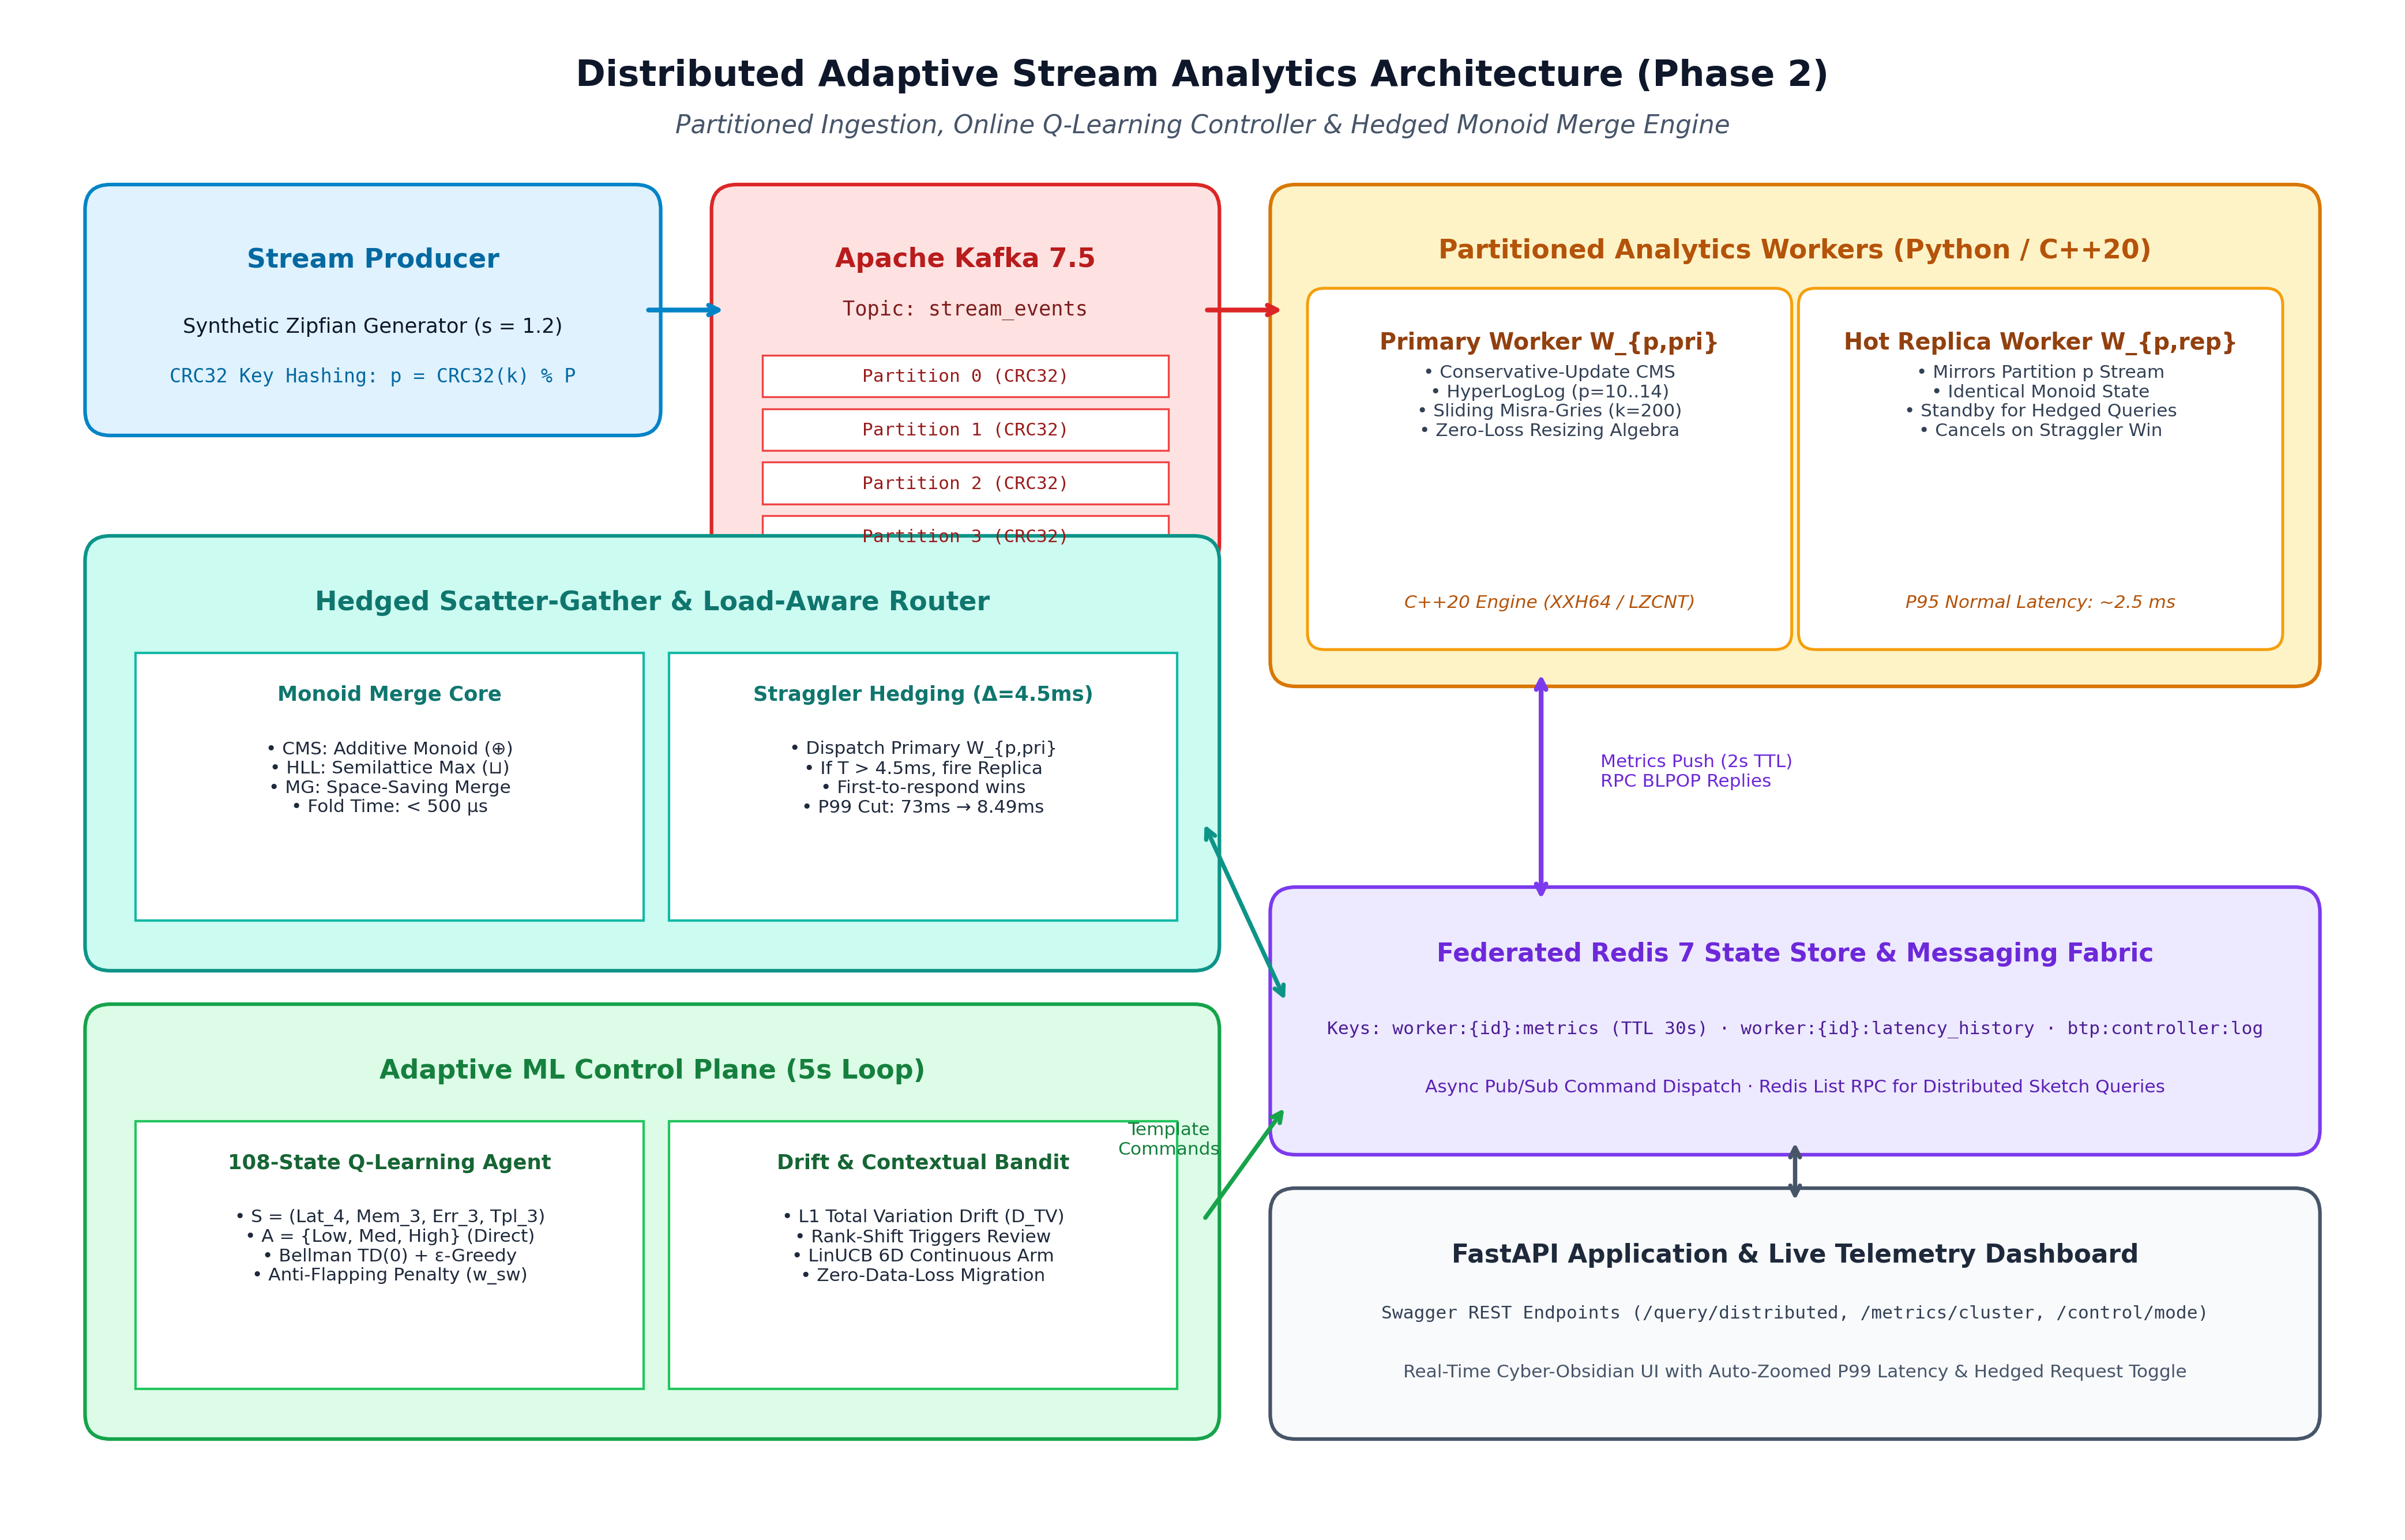 Distributed Adaptive Stream Analytics Architecture (Phase 2)
Partitioned Ingestion, Online Q-Learning Controller & Hedged Monoid Merge Engine
Stream Producer
Synthetic Zipfian Generator (s = 1.2)
CRC32 Key Hashing: p = CRC32(k) % P
Apache Kafka 7.5
Topic: stream_events
Partition 0 (CRC32)
Partition 1 (CRC32)
Partition 2 (CRC32)
Partition 3 (CRC32)
Partitioned Analytics Workers (Python / C++20)
Primary Worker W_{p,pri}
• Conservative-Update CMS
• HyperLogLog (p=10..14)
• Sliding Misra-Gries (k=200)
• Zero-Loss Resizing Algebra
C++20 Engine (XXH64 / LZCNT)
Hot Replica Worker W_{p,rep}
• Mirrors Partition p Stream
• Identical Monoid State
• Standby for Hedged Queries
• Cancels on Straggler Win
P95 Normal Latency: ~2.5 ms
Hedged Scatter-Gather & Load-Aware Router
Monoid Merge Core
• CMS: Additive Monoid (⊕)
• HLL: Semilattice Max (⊔)
• MG: Space-Saving Merge
• Fold Time: < 500 µs
Straggler Hedging (Δ=4.5ms)
• Dispatch Primary W_{p,pri}
• If T > 4.5ms, fire Replica
• First-to-respond wins
• P99 Cut: 73ms → 8.49ms
Metrics Push (2s TTL)
RPC BLPOP Replies
Federated Redis 7 State Store & Messaging Fabric
Keys: worker:{id}:metrics (TTL 30s) · worker:{id}:latency_history · btp:controller:log
Async Pub/Sub Command Dispatch · Redis List RPC for Distributed Sketch Queries
Adaptive ML Control Plane (5s Loop)
108-State Q-Learning Agent
• S = (Lat_4, Mem_3, Err_3, Tpl_3)
• A = {Low, Med, High} (Direct)
• Bellman TD(0) + ε-Greedy
• Anti-Flapping Penalty (w_sw)
Drift & Contextual Bandit
• L1 Total Variation Drift (D_TV)
• Rank-Shift Triggers Review
• LinUCB 6D Continuous Arm
• Zero-Data-Loss Migration
Template
Commands
FastAPI Application & Live Telemetry Dashboard
Swagger REST Endpoints (/query/distributed, /metrics/cluster, /control/mode)
Real-Time Cyber-Obsidian UI with Auto-Zoomed P99 Latency & Hedged Request Toggle